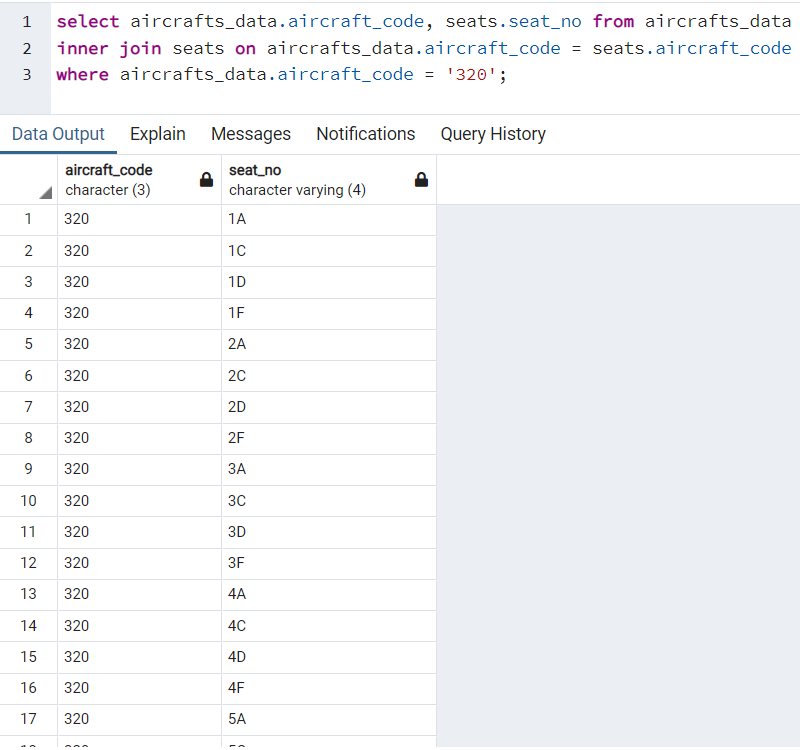 1 select aircrafts_data.aircraft_code, seats.seat_no from aircrafts_data
2 inner join seats on aircrafts_data.aircraft_code = seats.aircraft_code
3 where aircrafts_data.aircraft_code = '320';
Data Output Explain Messages Notifications Query History
aircraft_code seat_no
character (3) character varying (4)
1 320 1A
2 320 1C
3 320 1D
4 320 1F
5 320 2A
6 320 2C
7 320 2D
8 320 2F
9 320 3A
10 320 3C
11 320 3D
12 320 3F
13 320 4A
14 320 4C
15 320 4D
16 320 4F
17 320 5A